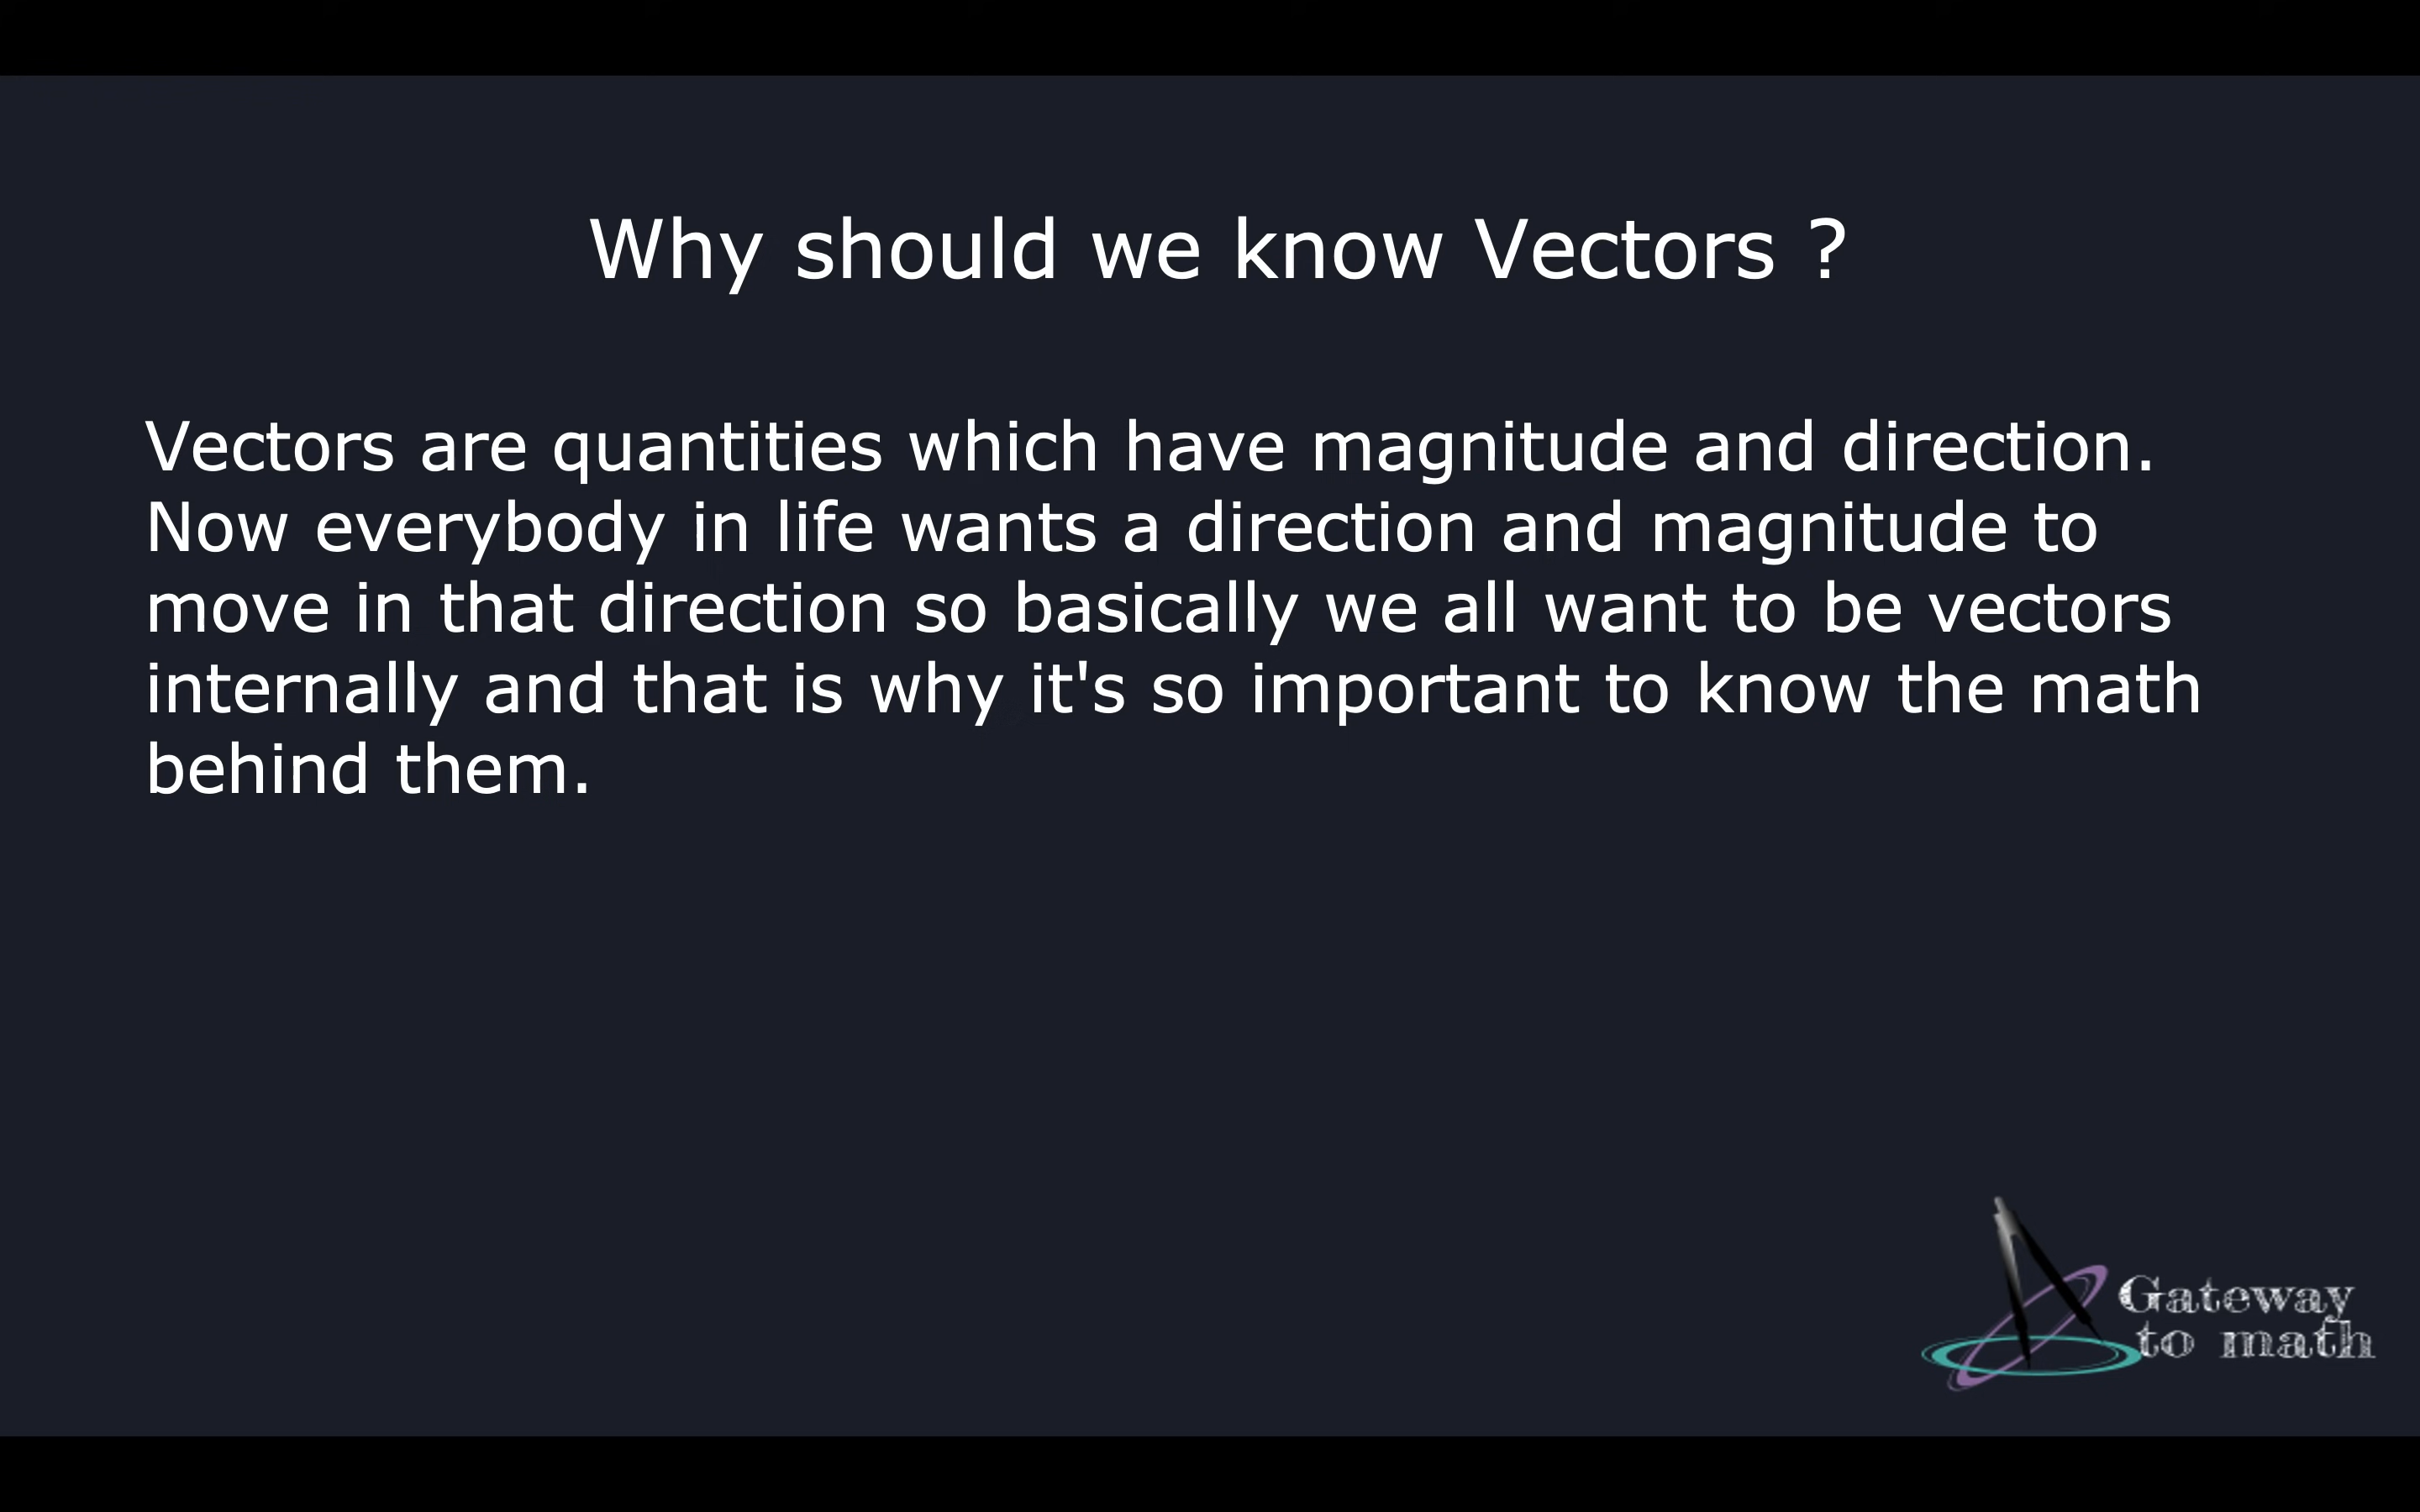 Why should we know Vectors ?
Vectors are quantities which have magnitude and direction.
Now everybody in life wants a direction and magnitude to
move in that direction so basically we all want to be vectors
internally and that is why it's so important to know the math
behind them.
Gateway
to math